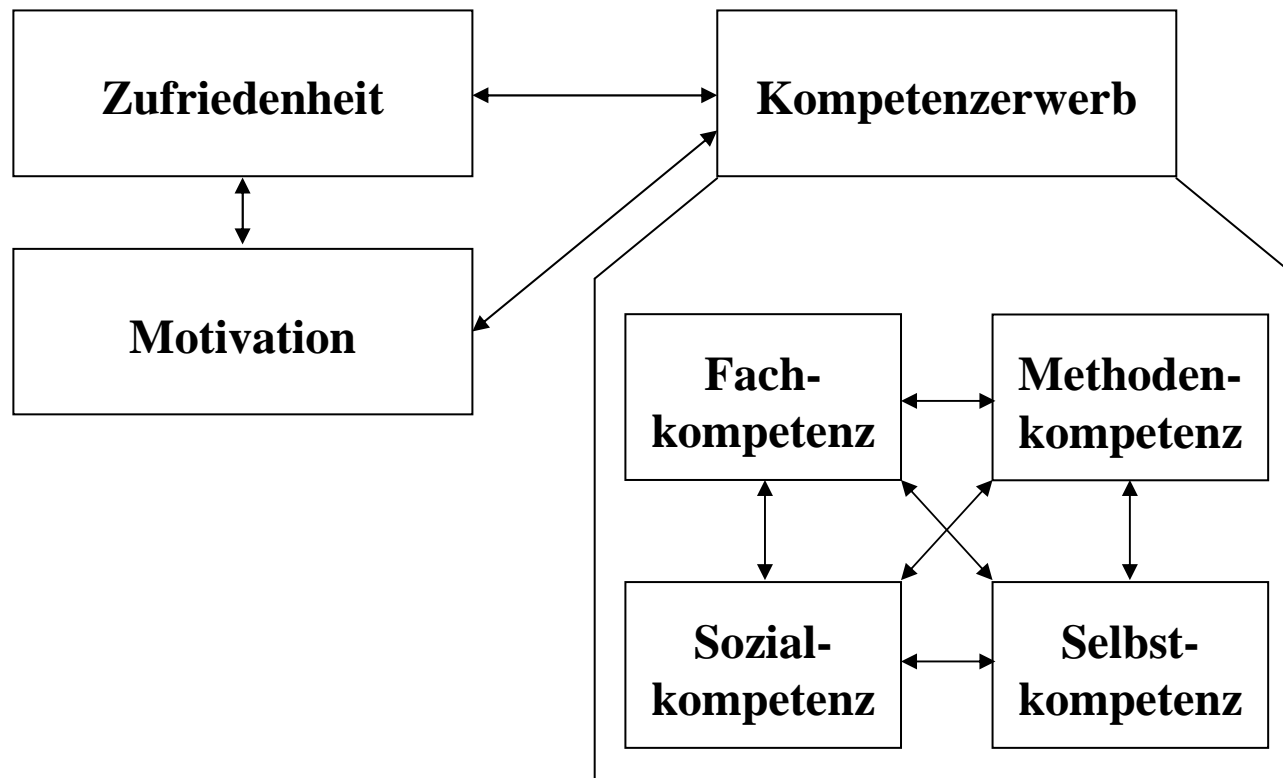 Zufriedenheit
Kompetenzerwerb
Motivation
Fach-
kompetenz
Methoden-
kompetenz
Sozial-
kompetenz
Selbst-
kompetenz